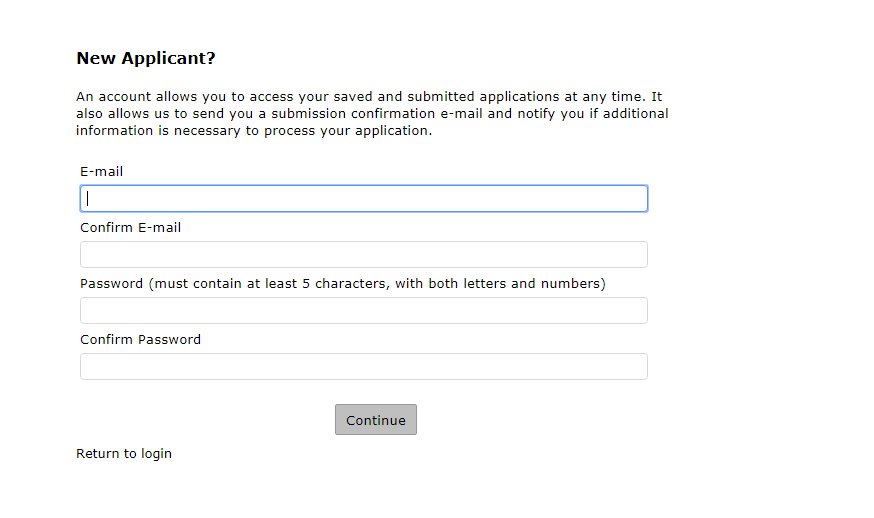 New Applicant?
An account allows you to access your saved and submitted applications at any time. It
also allows us to send you a submission confirmation e-mail and notify you if additional
information is necessary to process your application.
E-mail
Confirm E-mail
Password (must contain at least 5 characters, with both letters and numbers)
Confirm Password
Continue
Return to login